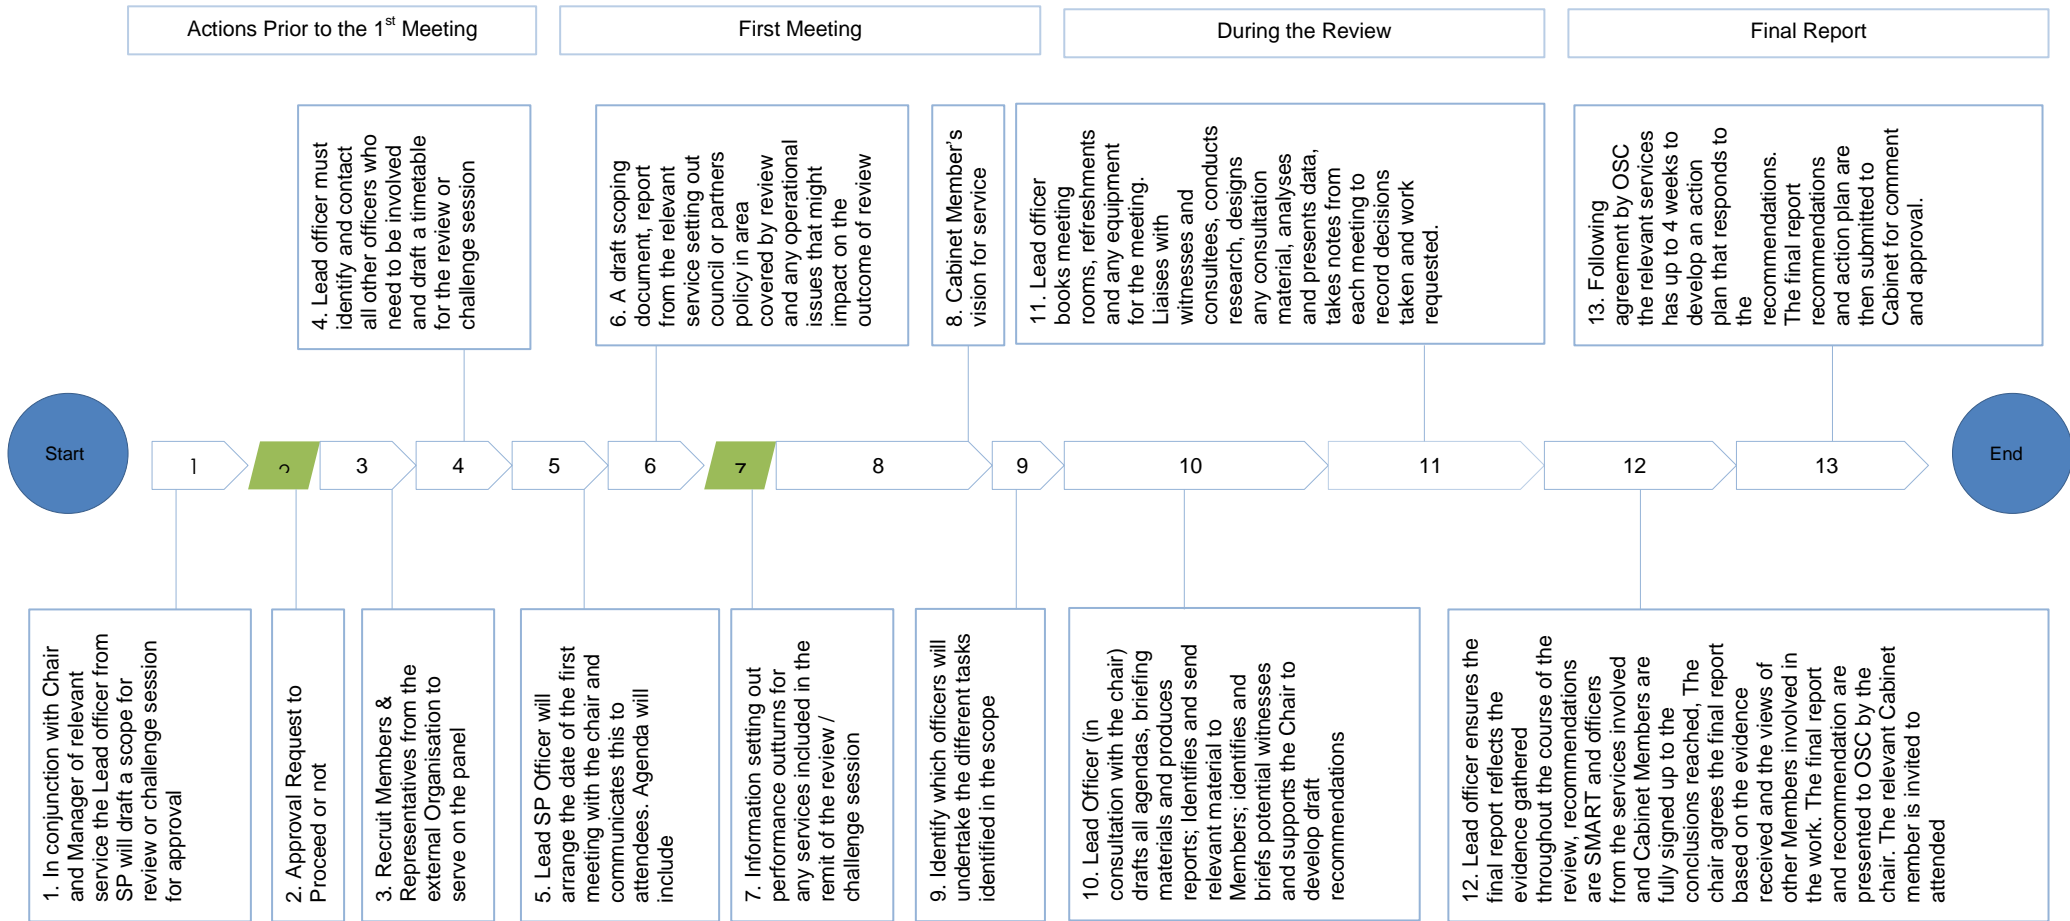 Actions Prior to the 1st Meeting
First Meeting
During the Review
Final Report
4. Lead officer must
identify and contact
all other officers who
need to be involved
and draft a timetable
for the review or
challenge session
6. A draft scoping
document, report
from the relevant
service setting out
council or partners
policy in area
covered by review
and any operational
issues that might
impact on the
outcome of review
8. Cabinet Member's
vision for service
11. Lead officer
books meeting
rooms, refreshments
and any equipment
for the meeting.
Liaises with
witnesses and
consultees, conducts
research, designs
any consultation
material, analyses
and presents data,
takes notes from
each meeting to
record decisions
taken and work
requested.
13. Following
agreement by OSC
the relevant services
has up to 4 weeks to
develop an action
plan that responds to
the
recommendations.
The final report
recommendations
and action plan are
then submitted to
Cabinet for comment
and approval.
Start
1
2
3
4
5
6
7
8
9
10
11
12
13
End
1. In conjunction with Chair
and Manager of relevant
service the Lead officer from
SP will draft a scope for
review or challenge session
for approval
2. Approval Request to
Proceed or not
3. Recruit Members &
Representatives from the
external Organisation to
serve on the panel
5. Lead SP Officer will
arrange the date of the first
meeting with the chair and
communicates this to
attendees. Agenda will
include
7. Information setting out
performance outturns for
any services included in the
remit of the review /
challenge session
9. Identify which officers will
undertake the different tasks
identified in the scope
10. Lead Officer (in
consultation with the chair)
drafts all agendas, briefing
materials and produces
reports; Identifies and send
relevant material to
Members; identifies and
briefs potential witnesses
and supports the Chair to
develop draft
recommendations
12. Lead officer ensures the
final report reflects the
evidence gathered
throughout the course of the
review, recommendations
are SMART and officers
from the services involved
and Cabinet Members are
fully signed up to the
conclusions reached, The
chair agrees the final report
based on the evidence
received and the views of
other Members involved in
the work. The final report
and recommendation are
presented to OSC by the
chair. The relevant Cabinet
member is invited to
attended